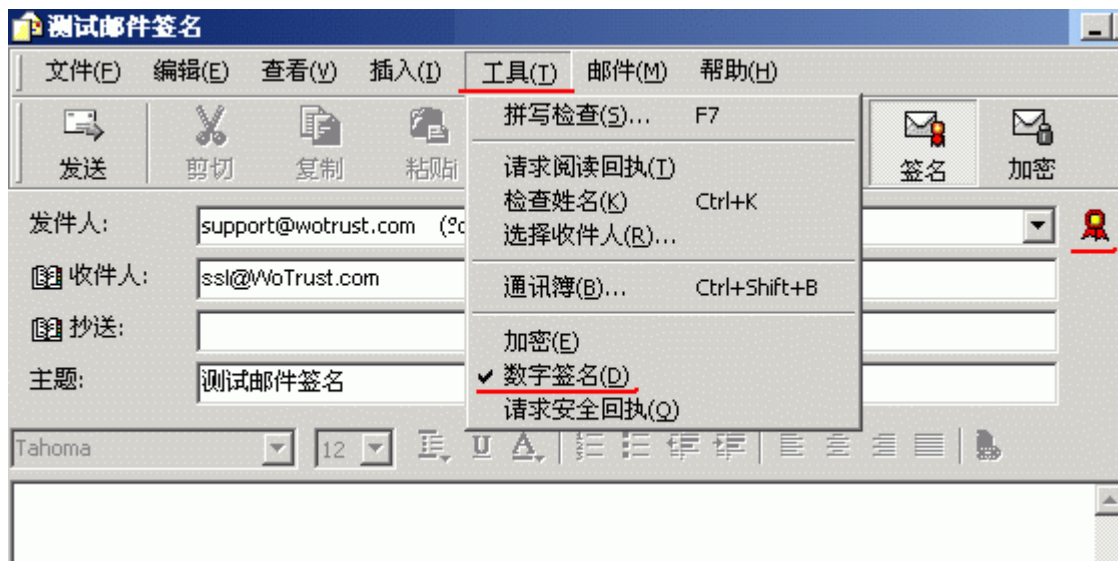 测试邮件签名
文件(F) 编辑(E) 查看(V) 插入(I) 工具(T) 邮件(M) 帮助(H)
发送 剪切 复制 粘贴 签名 加密
拼写检查(S)... F7
请求阅读回执(T)
检查姓名(K) Ctrl+K
选择收件人(R)...
通讯簿(B)... Ctrl+Shift+B
加密(E)
数字签名(D)
请求安全回执(Q)
发件人: support@wotrust.com
收件人: ssl@WoTrust.com
抄送:
主题: 测试邮件签名
Tahoma 12